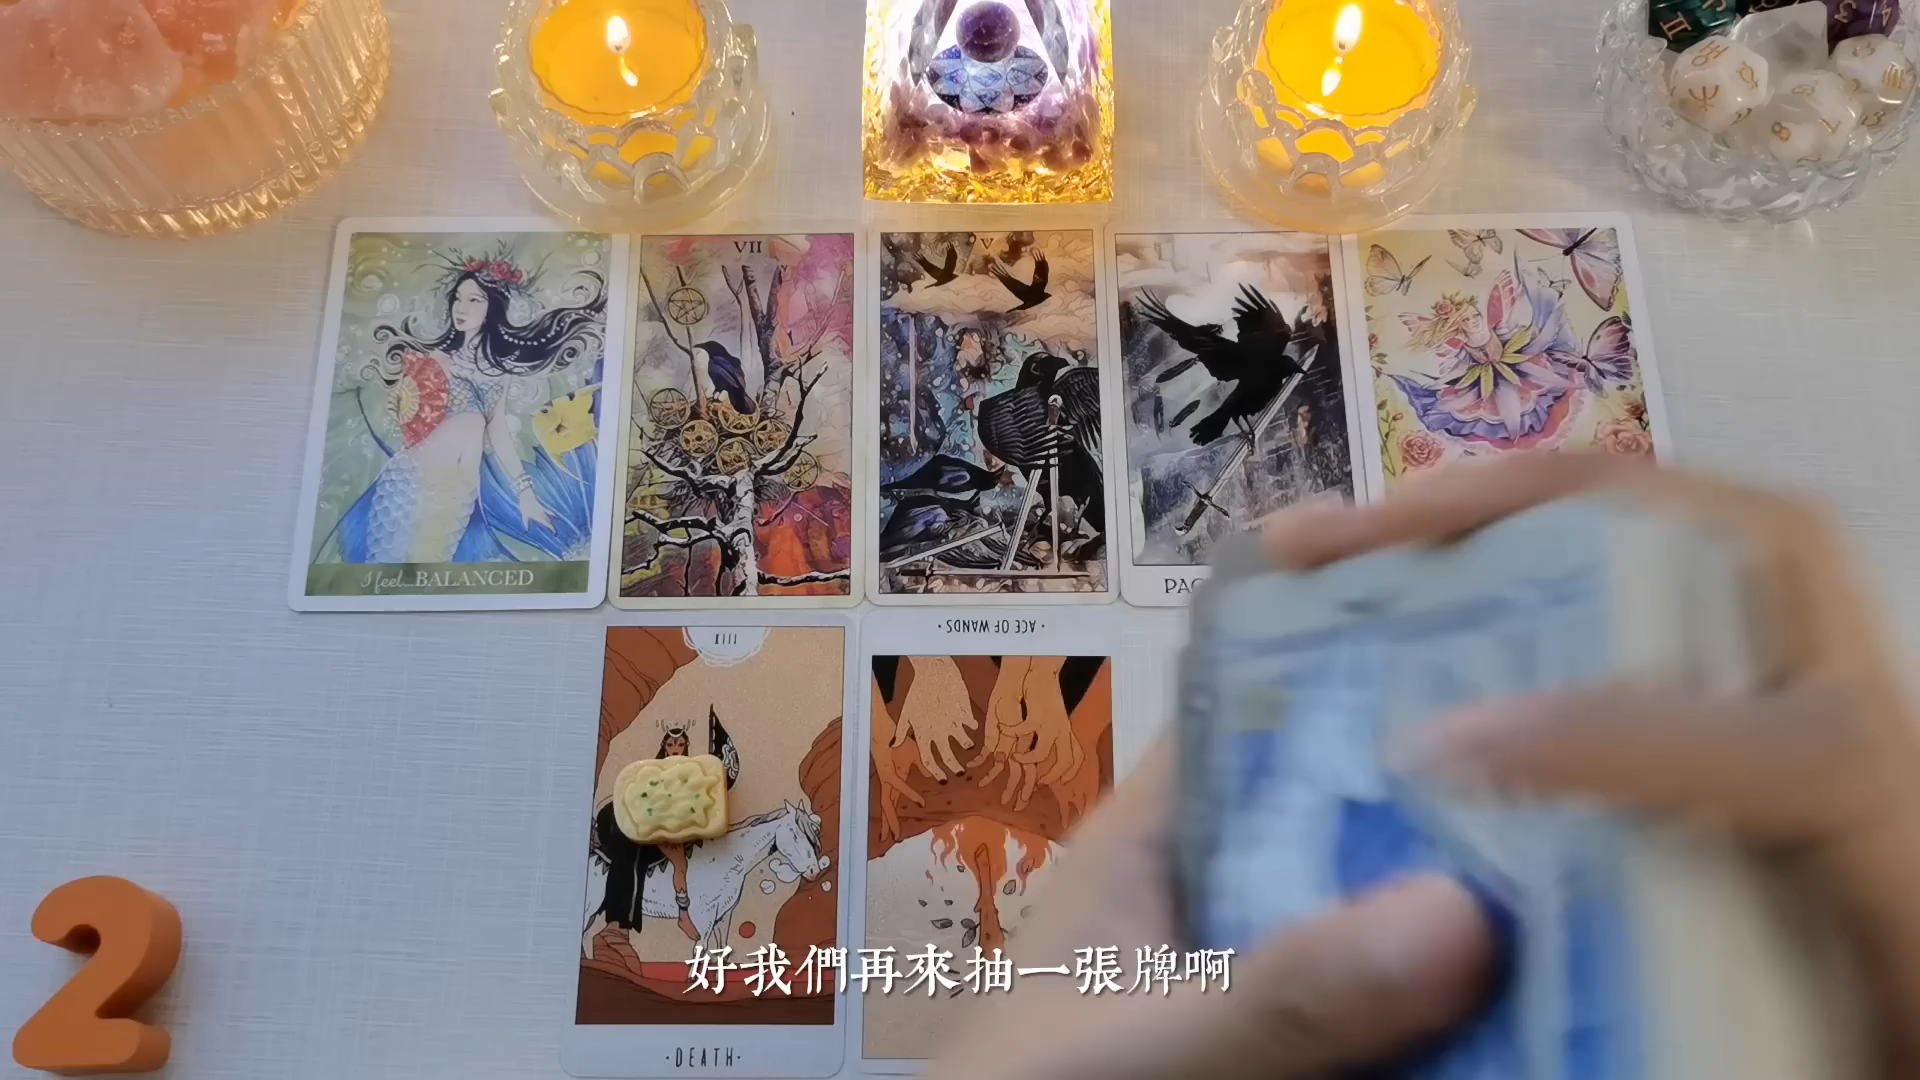 VII
V
I feel...BALANCED
PAG
XIII
·ACE OF WANDS·
2
好我們再來抽一張牌啊
·DEATH·